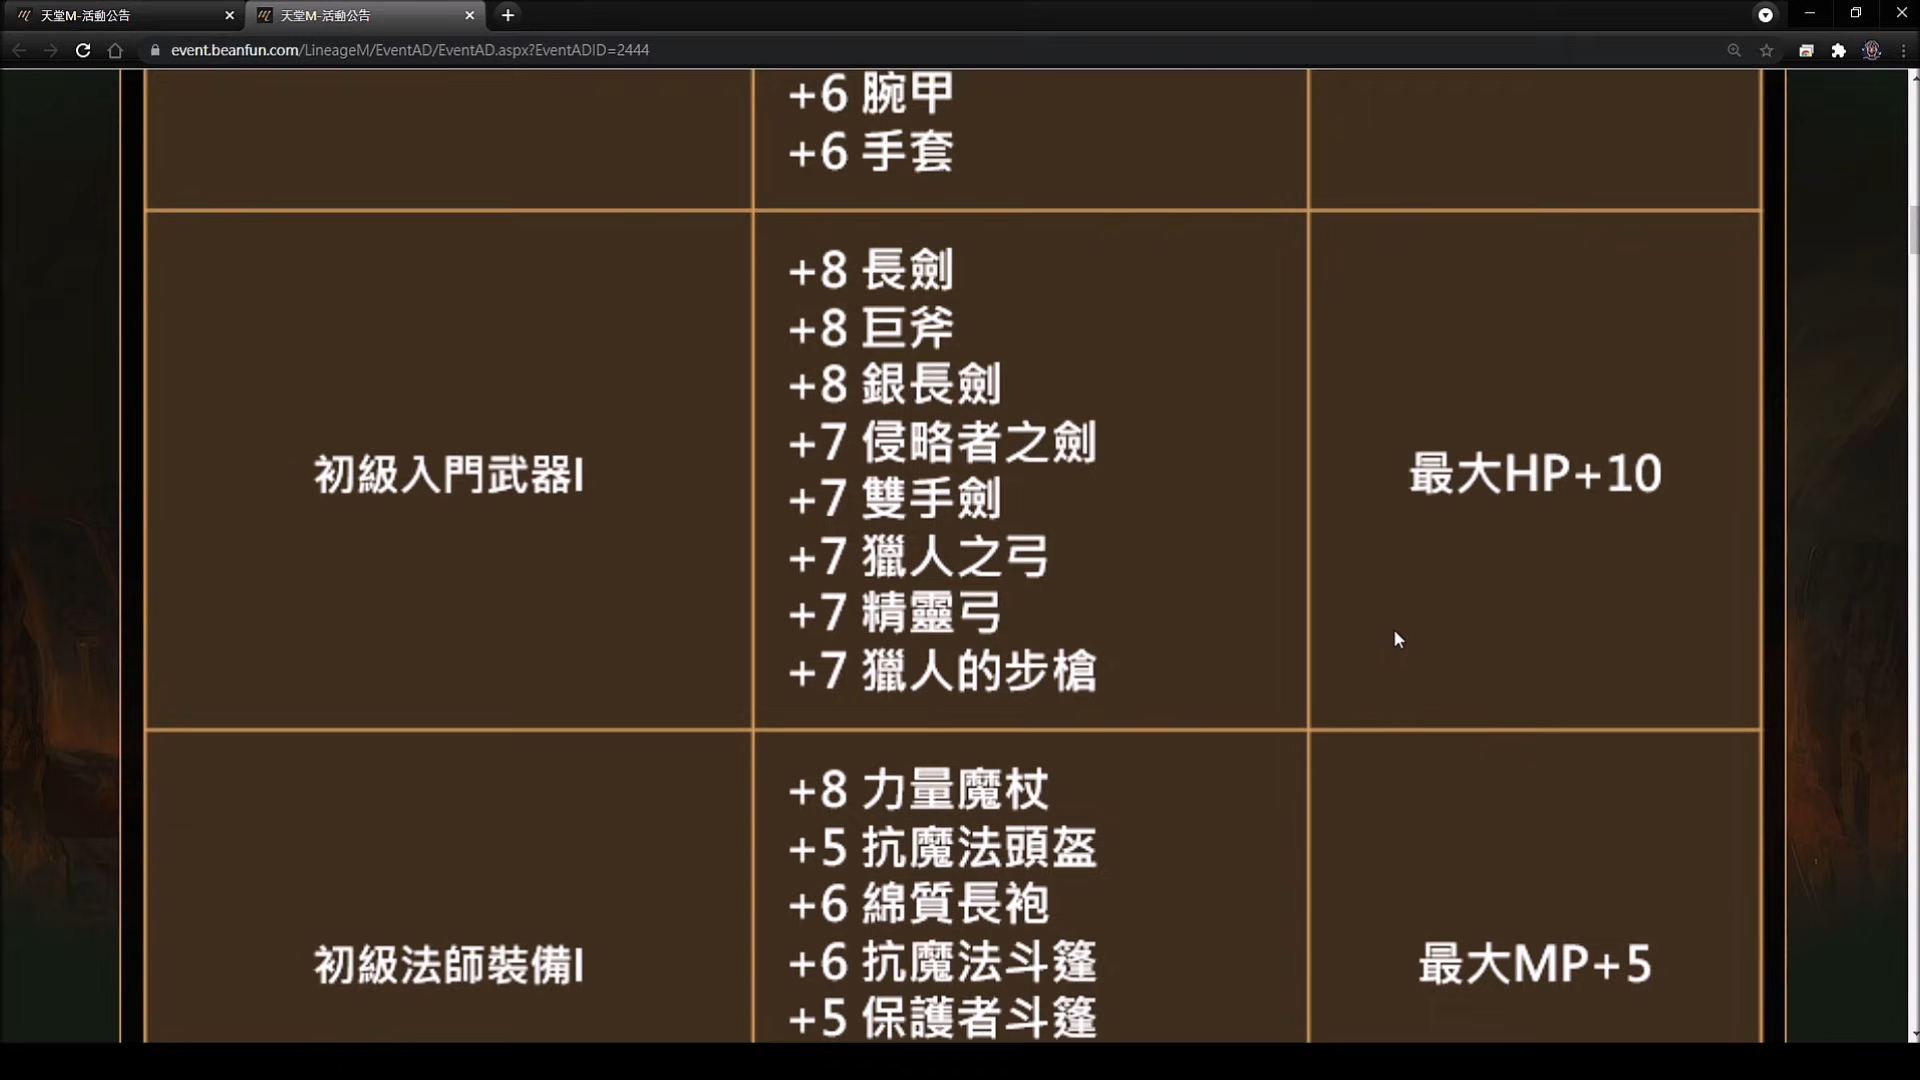 天堂M-活動公告
天堂M-活動公告
event.beanfun.com/LineageM/EventAD/EventAD.aspx?EventADID=2444
+6 腕甲
+6 手套
初級入門武器I
+8 長劍
+8 巨斧
+8 銀長劍
+7 侵略者之劍
+7 雙手劍
+7 獵人之弓
+7 精靈弓
+7 獵人的步槍
最大HP+10
初級法師裝備I
+8 力量魔杖
+5 抗魔法頭盔
+6 綿質長袍
+6 抗魔法斗篷
+5 保護者斗篷
最大MP+5